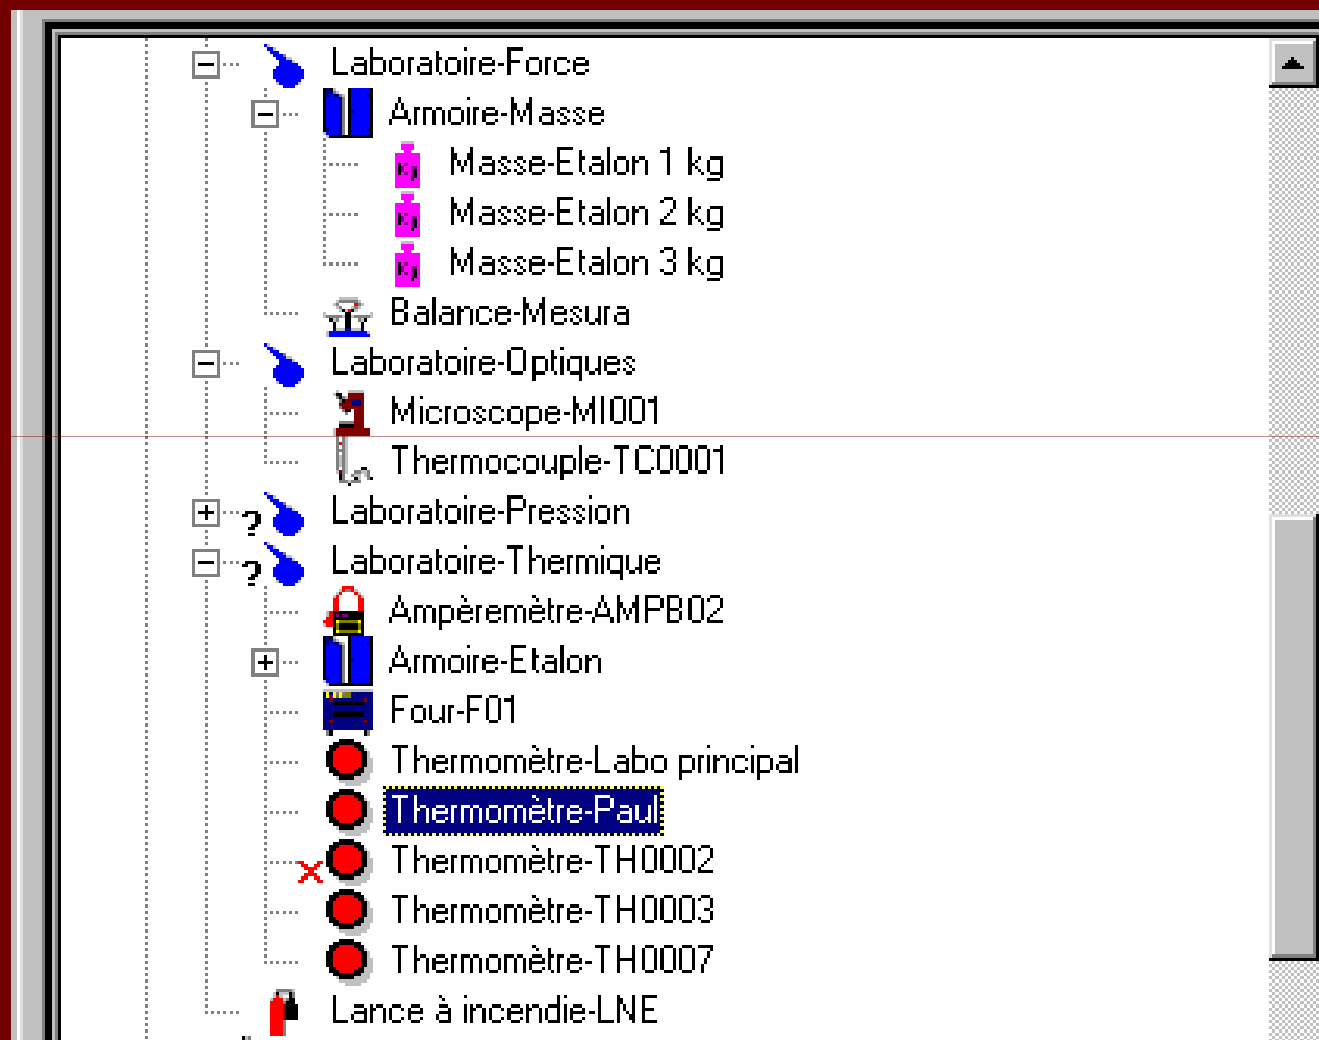 Laboratoire-Force
Armoire-Masse
Masse-Etalon 1 kg
Masse-Etalon 2 kg
Masse-Etalon 3 kg
Balance-Mesura
Laboratoire-Optiques
Microscope-MI001
Thermocouple-TC0001
? Laboratoire-Pression
? Laboratoire-Thermique
Ampèremètre-AMPB02
Armoire-Etalon
Four-F01
Thermomètre-Labo principal
Thermomètre-Paul
Thermomètre-TH0002
Thermomètre-TH0003
Thermomètre-TH0007
Lance à incendie-LNE